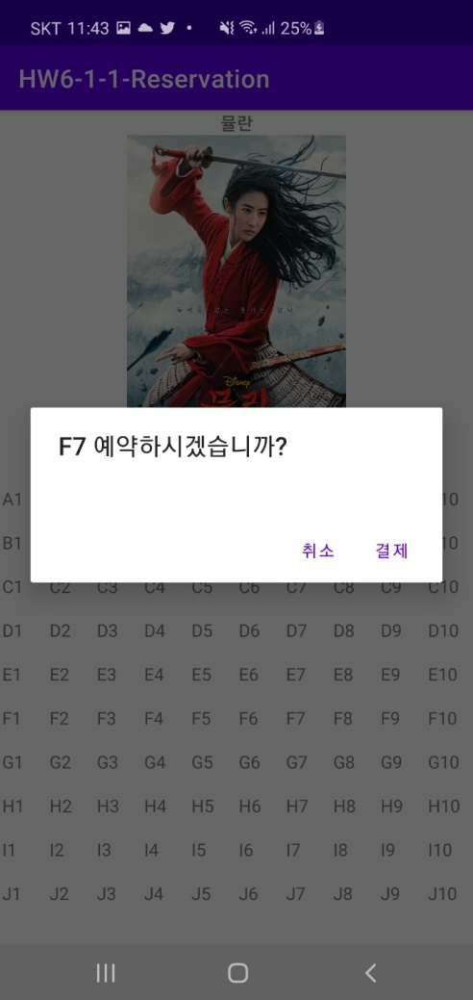 SKT 11:43 25%
HW6-1-1-Reservation
뮬란
Disney
뮬란
F7 예약하시겠습니까?
취소 결제
A1 10
B1 10
C1 C2 C3 C4 C5 C6 C7 C8 C9 C10
D1 D2 D3 D4 D5 D6 D7 D8 D9 D10
E1 E2 E3 E4 E5 E6 E7 E8 E9 E10
F1 F2 F3 F4 F5 F6 F7 F8 F9 F10
G1 G2 G3 G4 G5 G6 G7 G8 G9 G10
H1 H2 H3 H4 H5 H6 H7 H8 H9 H10
I1 I2 I3 I4 I5 I6 I7 I8 I9 I10
J1 J2 J3 J4 J5 J6 J7 J8 J9 J10